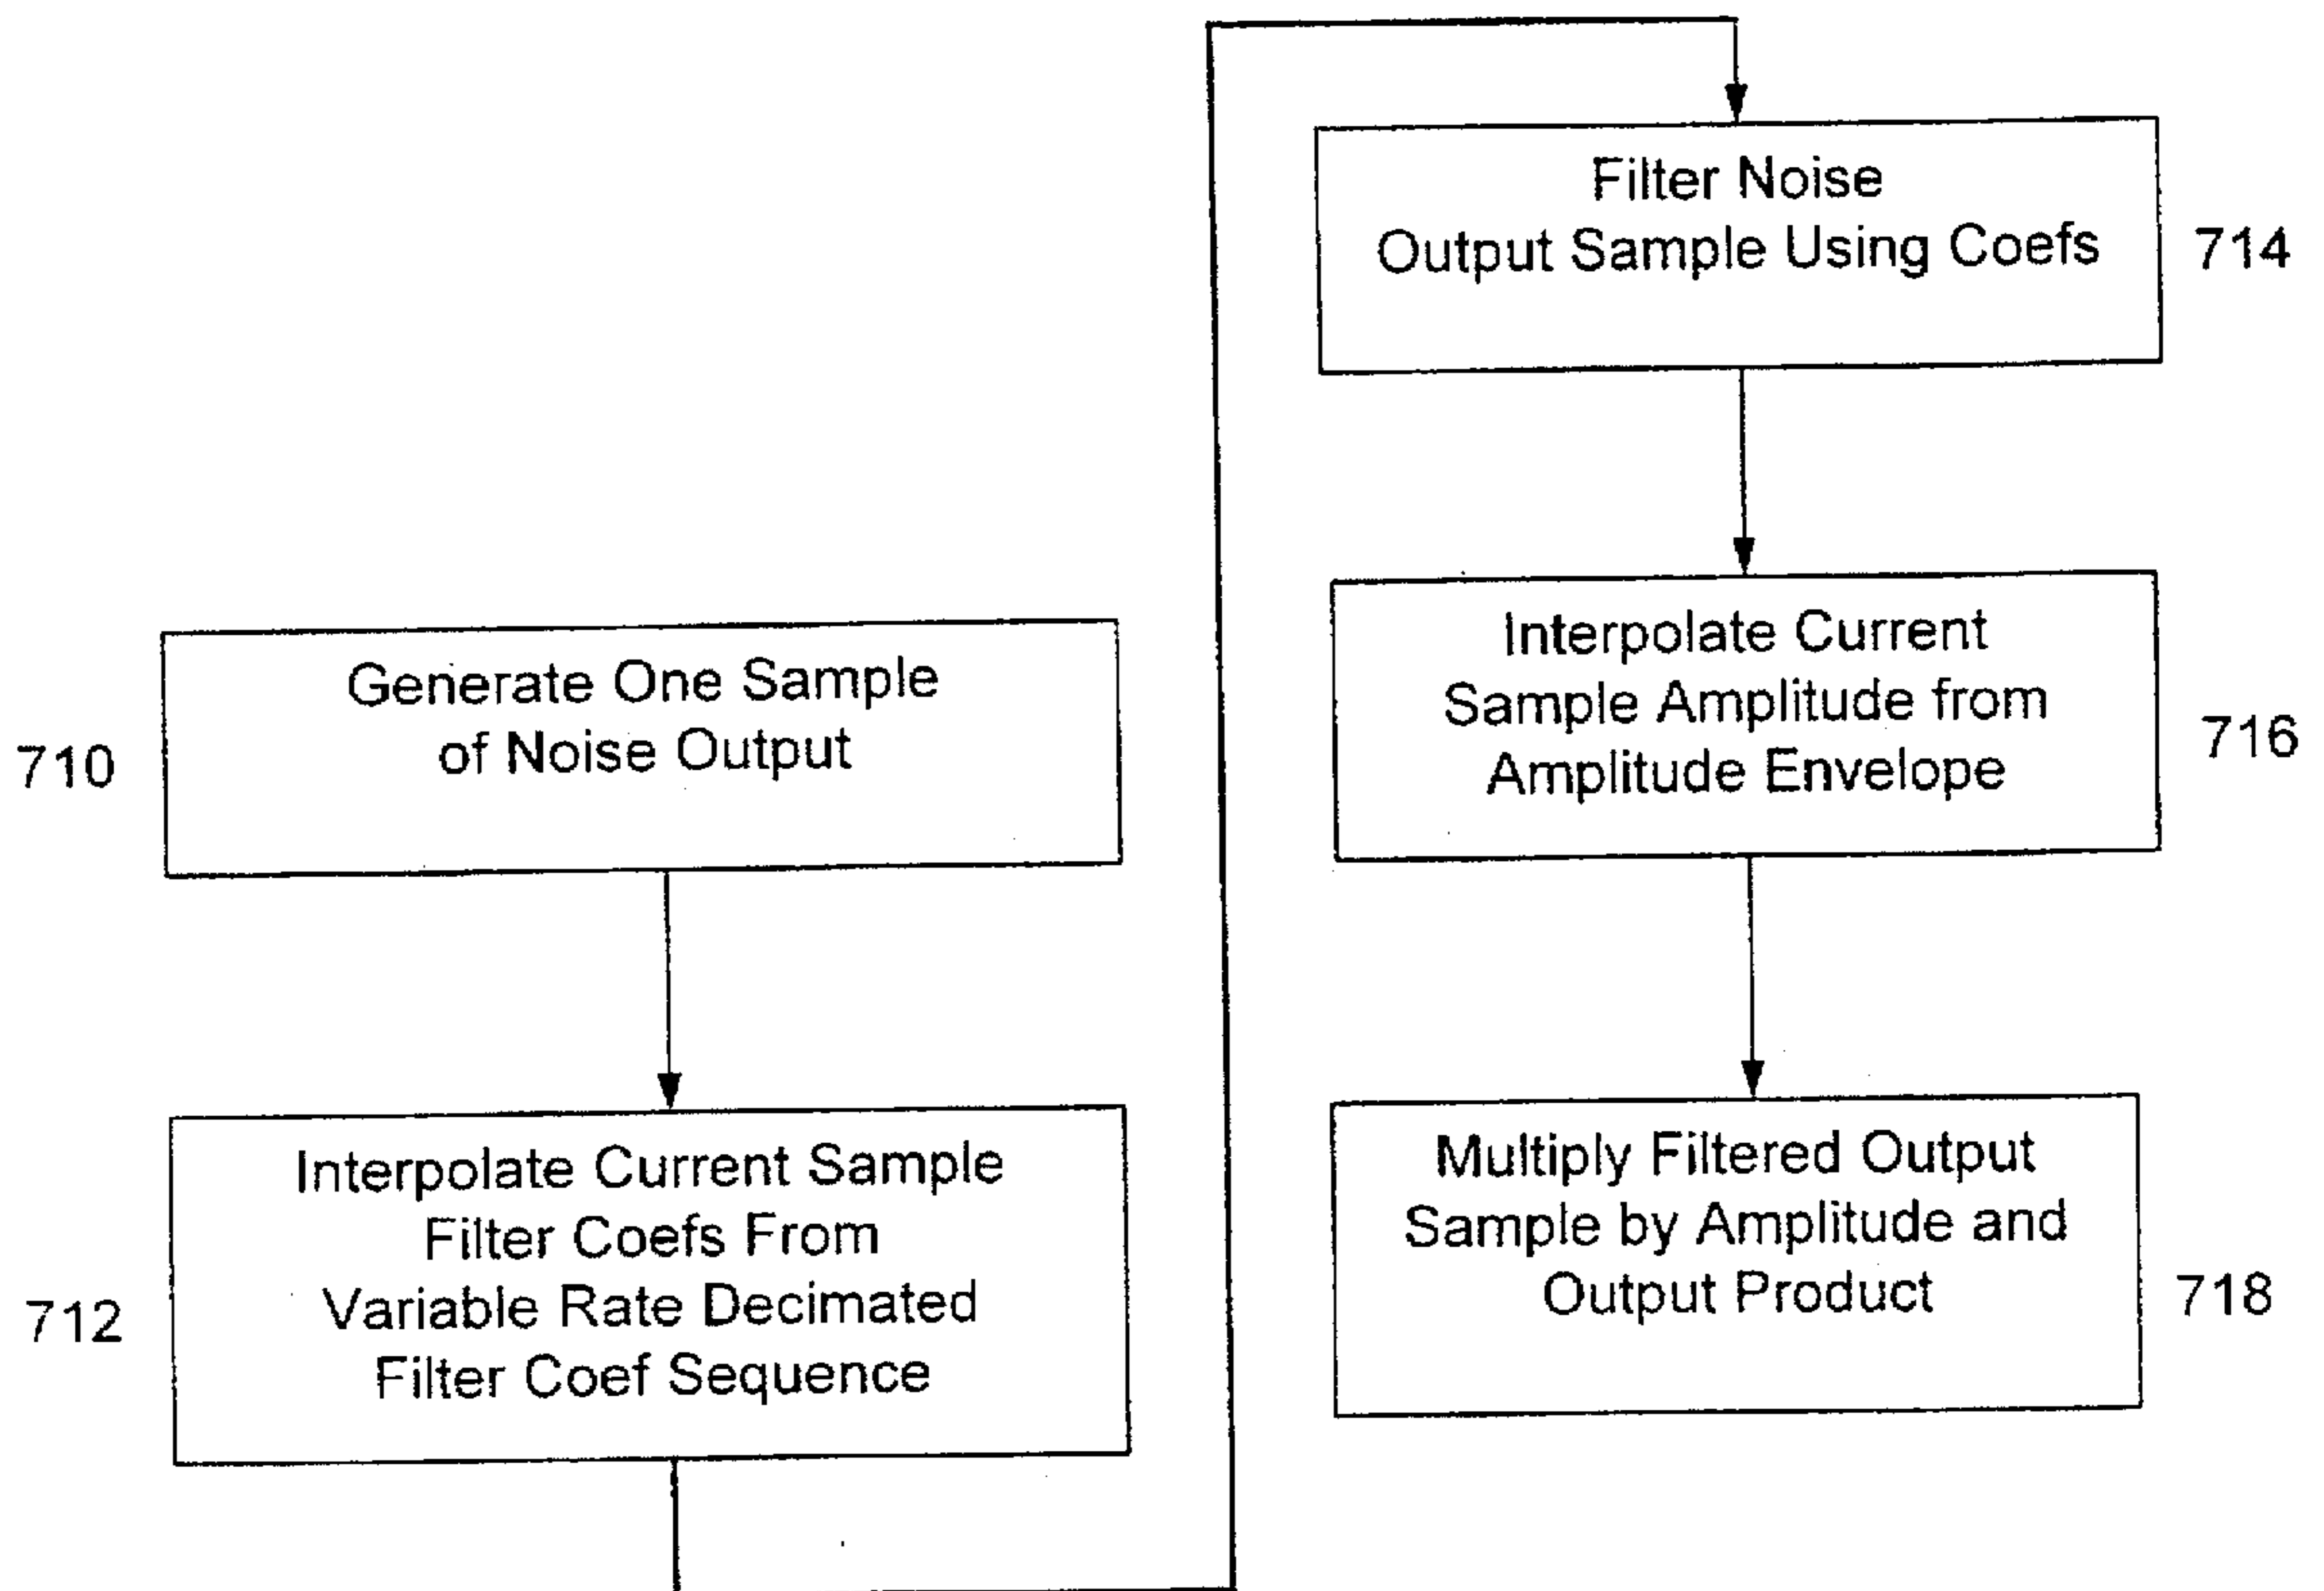 Generate One Sample
of Noise Output
710
Interpolate Current Sample
Filter Coefs From
Variable Rate Decimated
Filter Coef Sequence
712
Filter Noise
Output Sample Using Coefs
714
Interpolate Current
Sample Amplitude from
Amplitude Envelope
716
Multiply Filtered Output
Sample by Amplitude and
Output Product
718